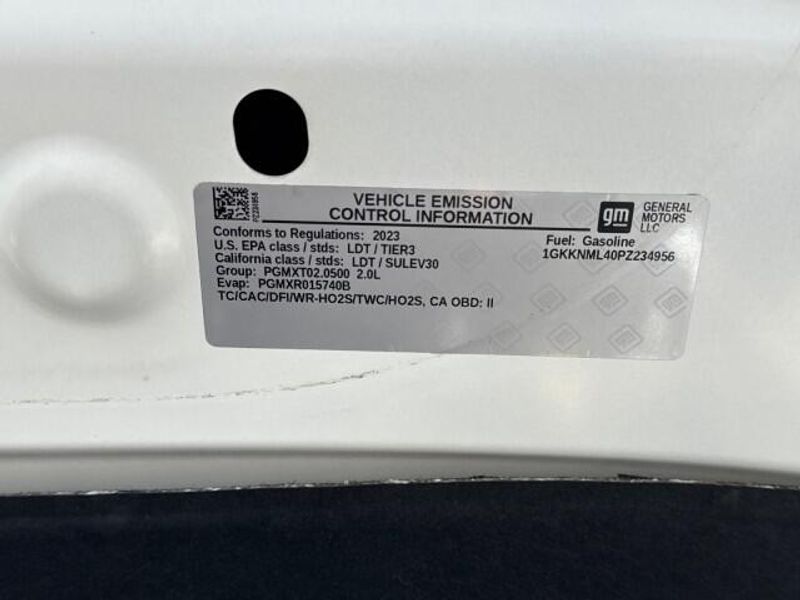 VEHICLE EMISSION
CONTROL INFORMATION
gm
GENERAL
MOTORS
LLC
Conforms to Regulations: 2023
Fuel: Gasoline
U.S. EPA class / stds: LDT / TIER3
1GKKNML40PZ234956
California class / stds: LDT / SULEV30
Group: PGMXT02.0500 2.0L
Evap: PGMXR015740B
TC/CAC/DFI/WR-HO2S/TWC/HO2S, CA OBD: II